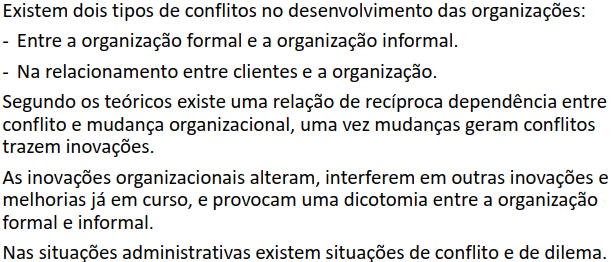 Existem dois tipos de conflitos no desenvolvimento das organizações:
- Entre a organização formal e a organização informal.
- Na relacionamento entre clientes e a organização.
Segundo os teóricos existe uma relação de recíproca dependência entre
conflito e mudança organizacional, uma vez mudanças geram conflitos
trazem inovações.
As inovações organizacionais alteram, interferem em outras inovações e
melhorias já em curso, e provocam uma dicotomia entre a organização
formal e informal.
Nas situações administrativas existem situações de conflito e de dilema.